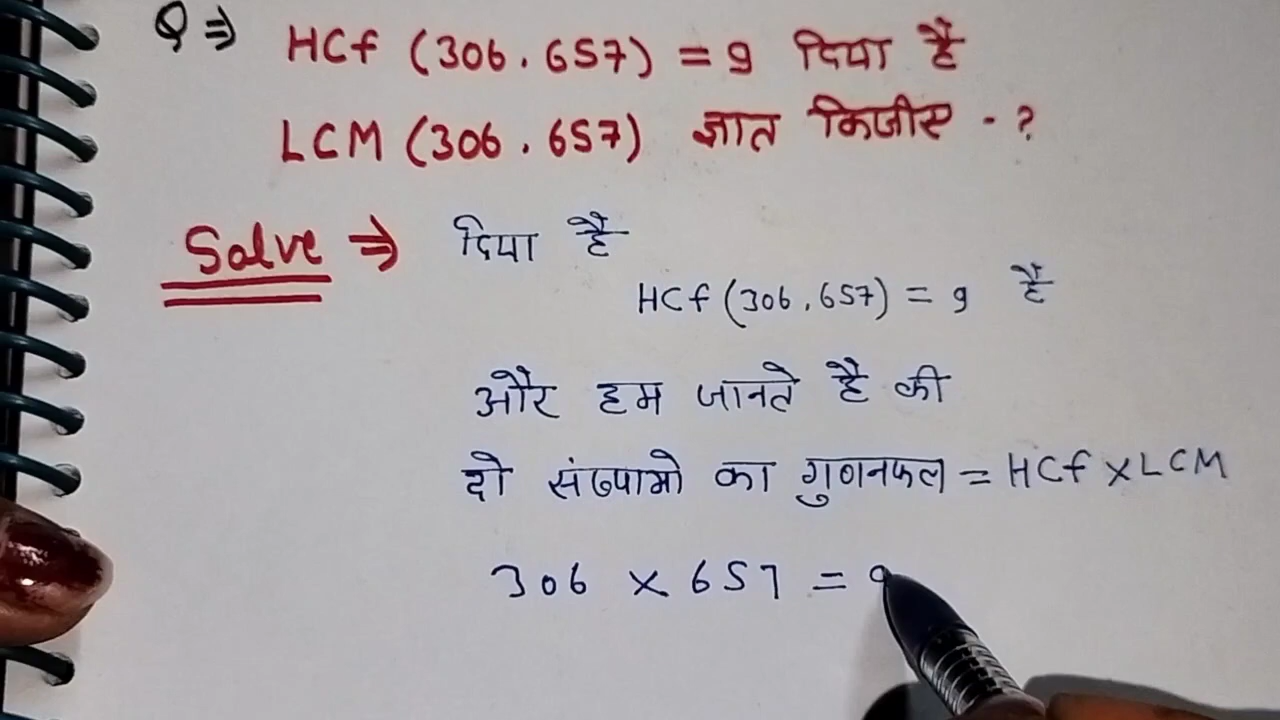 Q ⇒ HCf (306, 657) = 9 दिया है
LCM (306, 657) ज्ञात किजीए - ?
Solve ⇒ दिया है
HCf (306, 657) = 9 है
और हम जानते है की
दो संख्याओ का गुणनफल = HCf × LCM
306 × 657 = 9